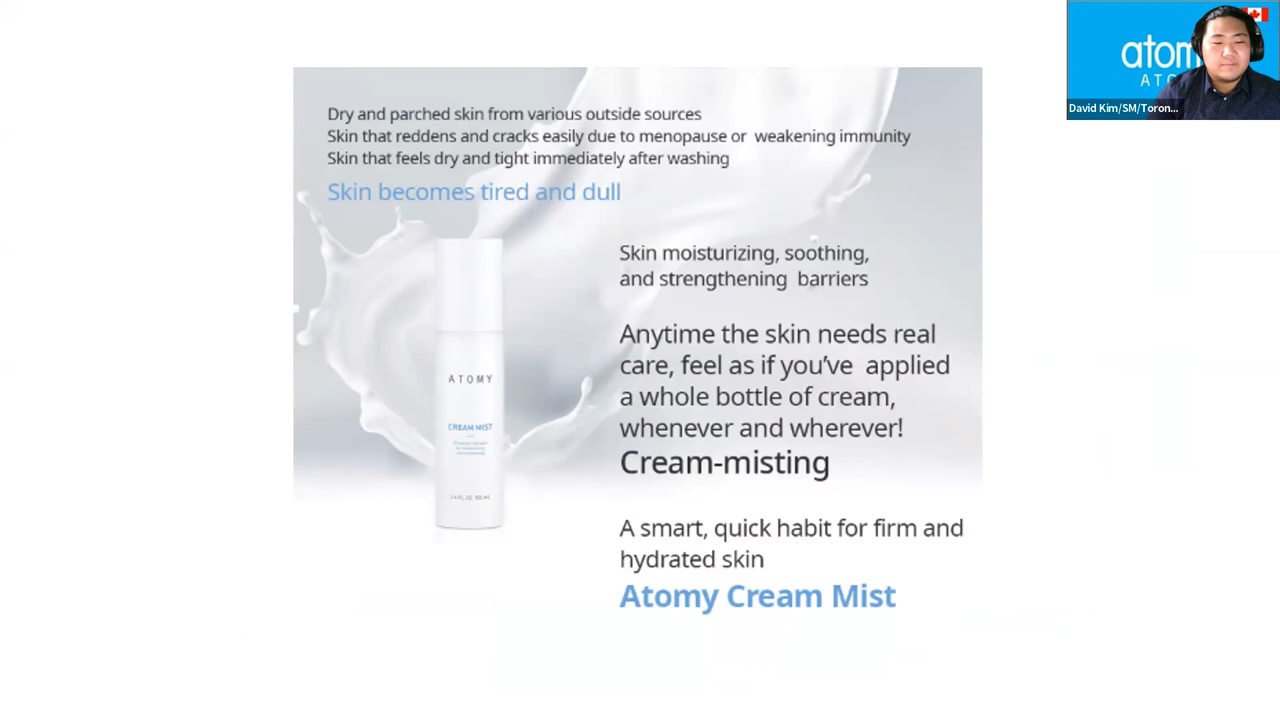 Dry and parched skin from various outside sources
Skin that reddens and cracks easily due to menopause or weakening immunity
Skin that feels dry and tight immediately after washing
Skin becomes tired and dull
Skin moisturizing, soothing,
and strengthening barriers
Anytime the skin needs real
care, feel as if you've applied
a whole bottle of cream,
whenever and wherever!
Cream-misting
A smart, quick habit for firm and
hydrated skin
Atomy Cream Mist
ATOMY
CREAM MIST
atom
ATO
David Kim/SM/Toron...